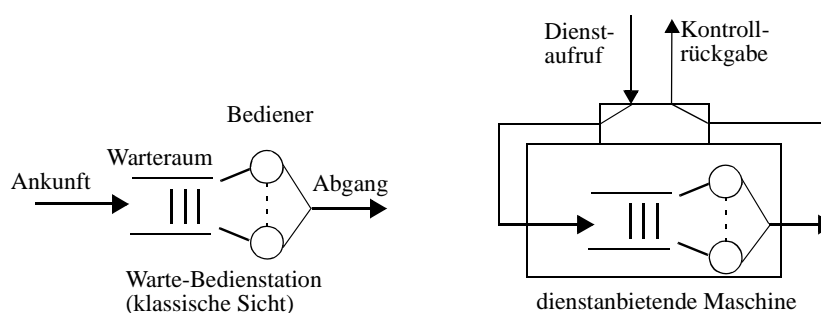 Dienst-
aufruf
Kontroll-
rückgabe
Bediener
Warteraum
Ankunft
Abgang
Warte-Bedienstation
(klassische Sicht)
dienstanbietende Maschine